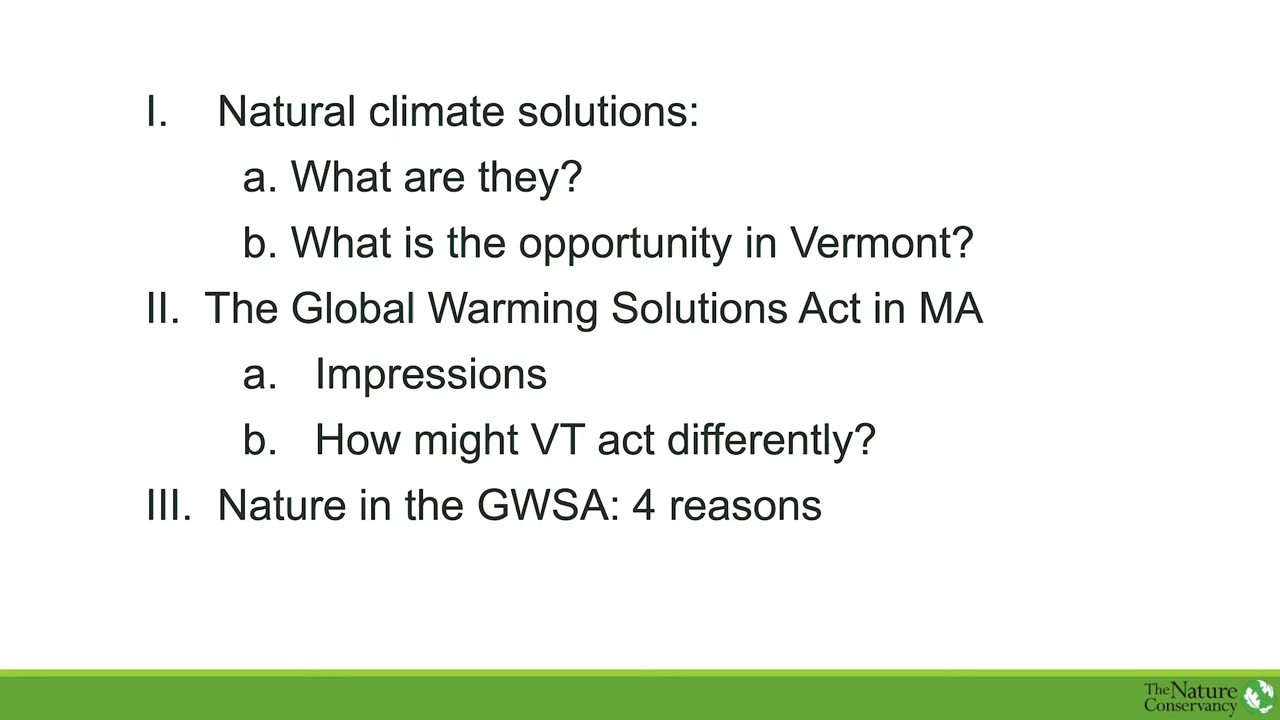 I. Natural climate solutions:
a. What are they?
b. What is the opportunity in Vermont?
II. The Global Warming Solutions Act in MA
a. Impressions
b. How might VT act differently?
III. Nature in the GWSA: 4 reasons
The Nature
Conservancy